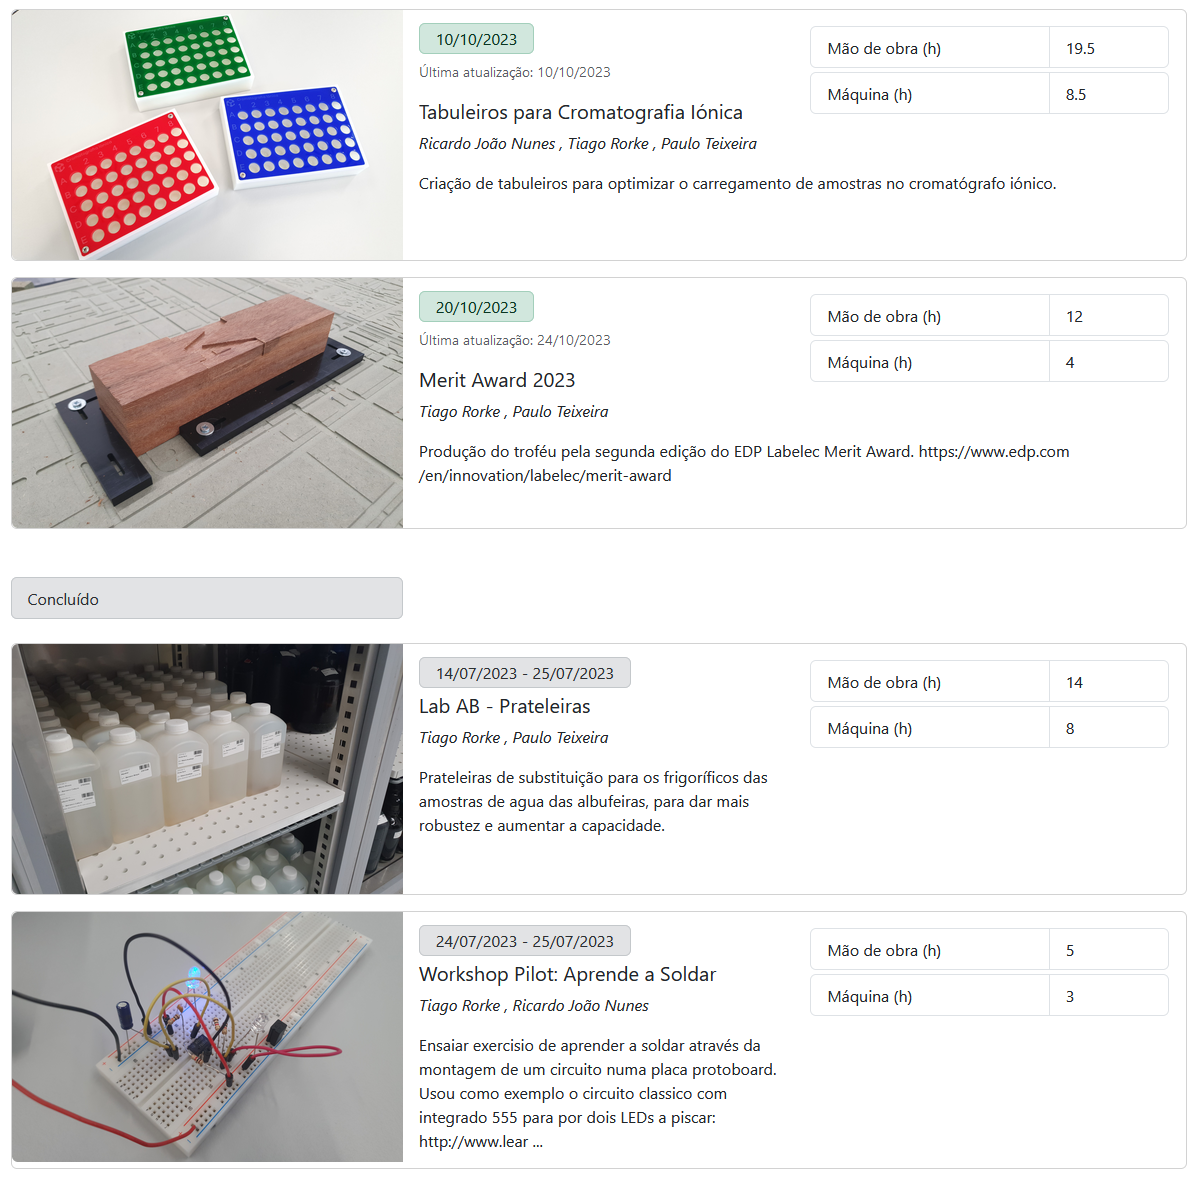 10/10/2023
Última atualização: 10/10/2023
Tabuleiros para Cromatografia Iónica
Ricardo João Nunes , Tiago Rorke , Paulo Teixeira
Criação de tabuleiros para optimizar o carregamento de amostras no cromatógrafo iónico.
Mão de obra (h) 19.5
Máquina (h) 8.5
20/10/2023
Última atualização: 24/10/2023
Merit Award 2023
Tiago Rorke , Paulo Teixeira
Produção do troféu pela segunda edição do EDP Labelec Merit Award. https://www.edp.com
/en/innovation/labelec/merit-award
Mão de obra (h) 12
Máquina (h) 4
Concluído
14/07/2023 - 25/07/2023
Lab AB - Prateleiras
Tiago Rorke , Paulo Teixeira
Prateleiras de substituição para os frigoríficos das
amostras de agua das albufeiras, para dar mais
robustez e aumentar a capacidade.
Mão de obra (h) 14
Máquina (h) 8
24/07/2023 - 25/07/2023
Workshop Pilot: Aprende a Soldar
Tiago Rorke , Ricardo João Nunes
Ensaiar exercisio de aprender a soldar através da
montagem de um circuito numa placa protoboard.
Usou como exemplo o circuito classico com
integrado 555 para por dois LEDs a piscar:
http://www.lear ...
Mão de obra (h) 5
Máquina (h) 3